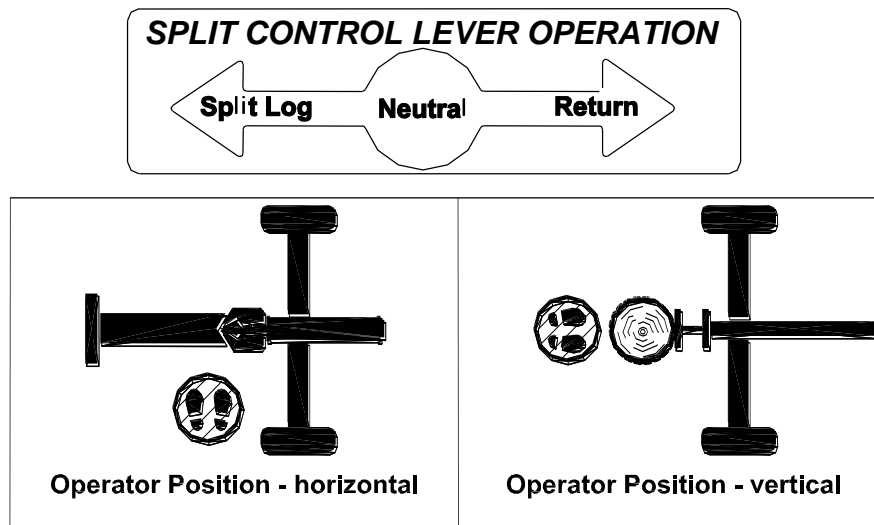 SPLIT CONTROL LEVER OPERATION
Split Log Neutral Return
Operator Position - horizontal Operator Position - vertical